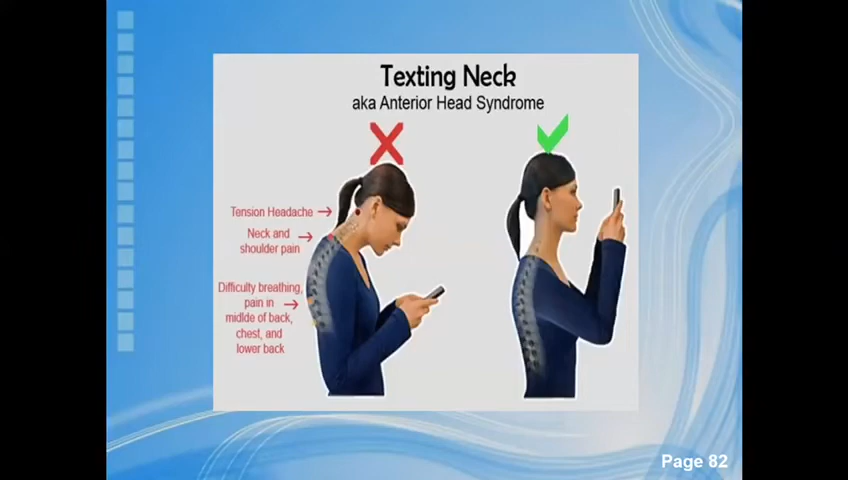 Texting Neck
aka Anterior Head Syndrome
Tension Headache
Neck and
shoulder pain
Difficulty breathing,
pain in
midlde of back,
chest, and
lower back
Page 82